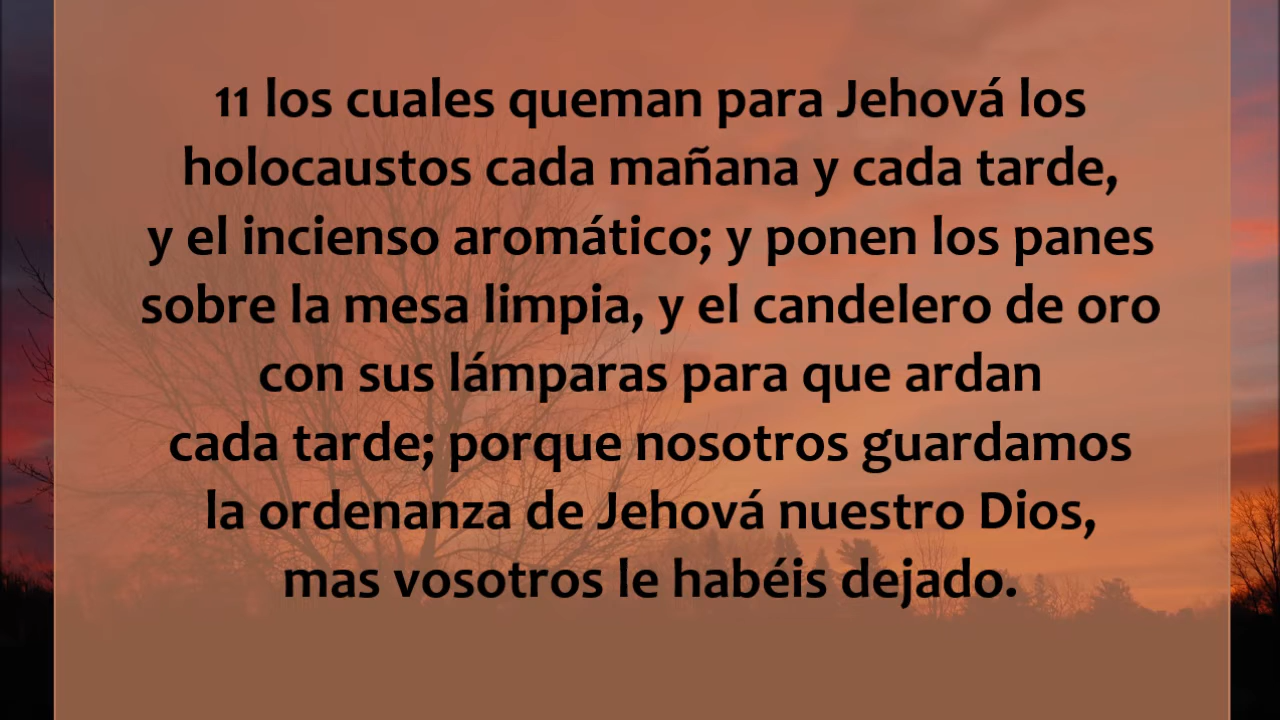 11 los cuales queman para Jehová los
holocaustos cada mañana y cada tarde,
y el incienso aromático; y ponen los panes
sobre la mesa limpia, y el candelero de oro
con sus lámparas para que ardan
cada tarde; porque nosotros guardamos
la ordenanza de Jehová nuestro Dios,
mas vosotros le habéis dejado.